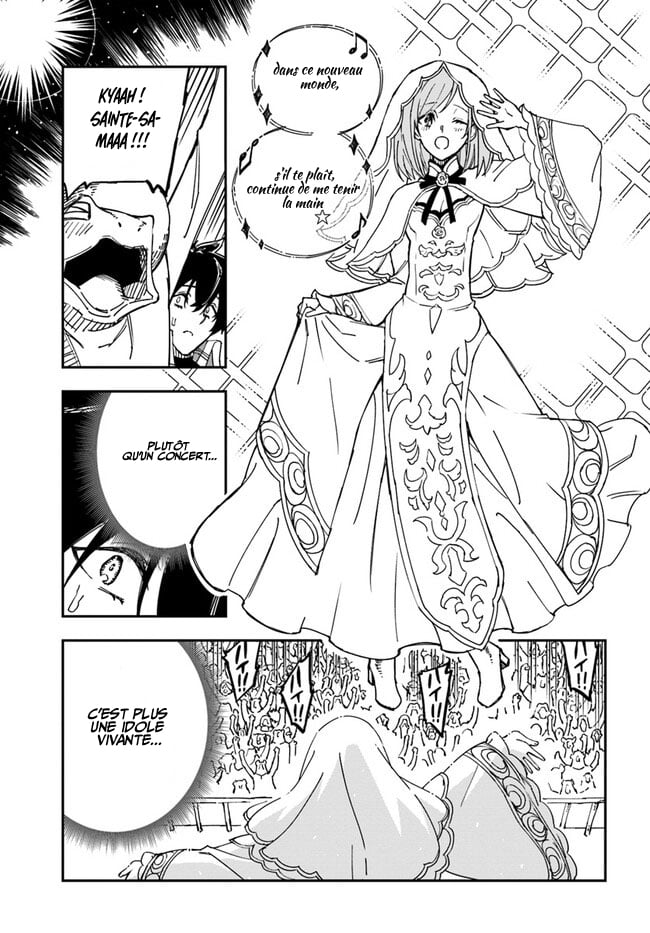 dans ce nouveau
monde,
s'il te plaît,
continue de me tenir
la main
KYAAH !
SAINTE-SA-
MAAA !!!
PLUTÔT
QU'UN CONCERT...
C'EST PLUS
UNE IDOLE
VIVANTE...